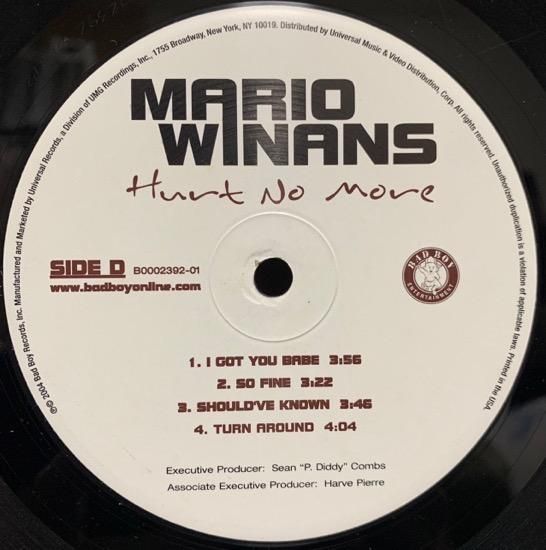 ℗© 2004 Bad Boy Records, Inc. Manufactured and Marketed by Universal Records, a Division of UMG Recordings, Inc., 1755 Broadway, New York, NY 10019. Distributed by Universal Music & Video Distribution, Corp. All rights reserved. Unauthorized duplication is a violation of applicable laws. Printed in the USA.
MARIO
WINANS
Hurt No More
SIDE D B0002392-01
www.badboyonline.com
BAD BOY
ENTERTAINMENT
1. I GOT YOU BABE 3:56
2. SO FINE 3:22
3. SHOULD'VE KNOWN 3:46
4. TURN AROUND 4:04
Executive Producer: Sean "P. Diddy" Combs
Associate Executive Producer: Harve Pierre